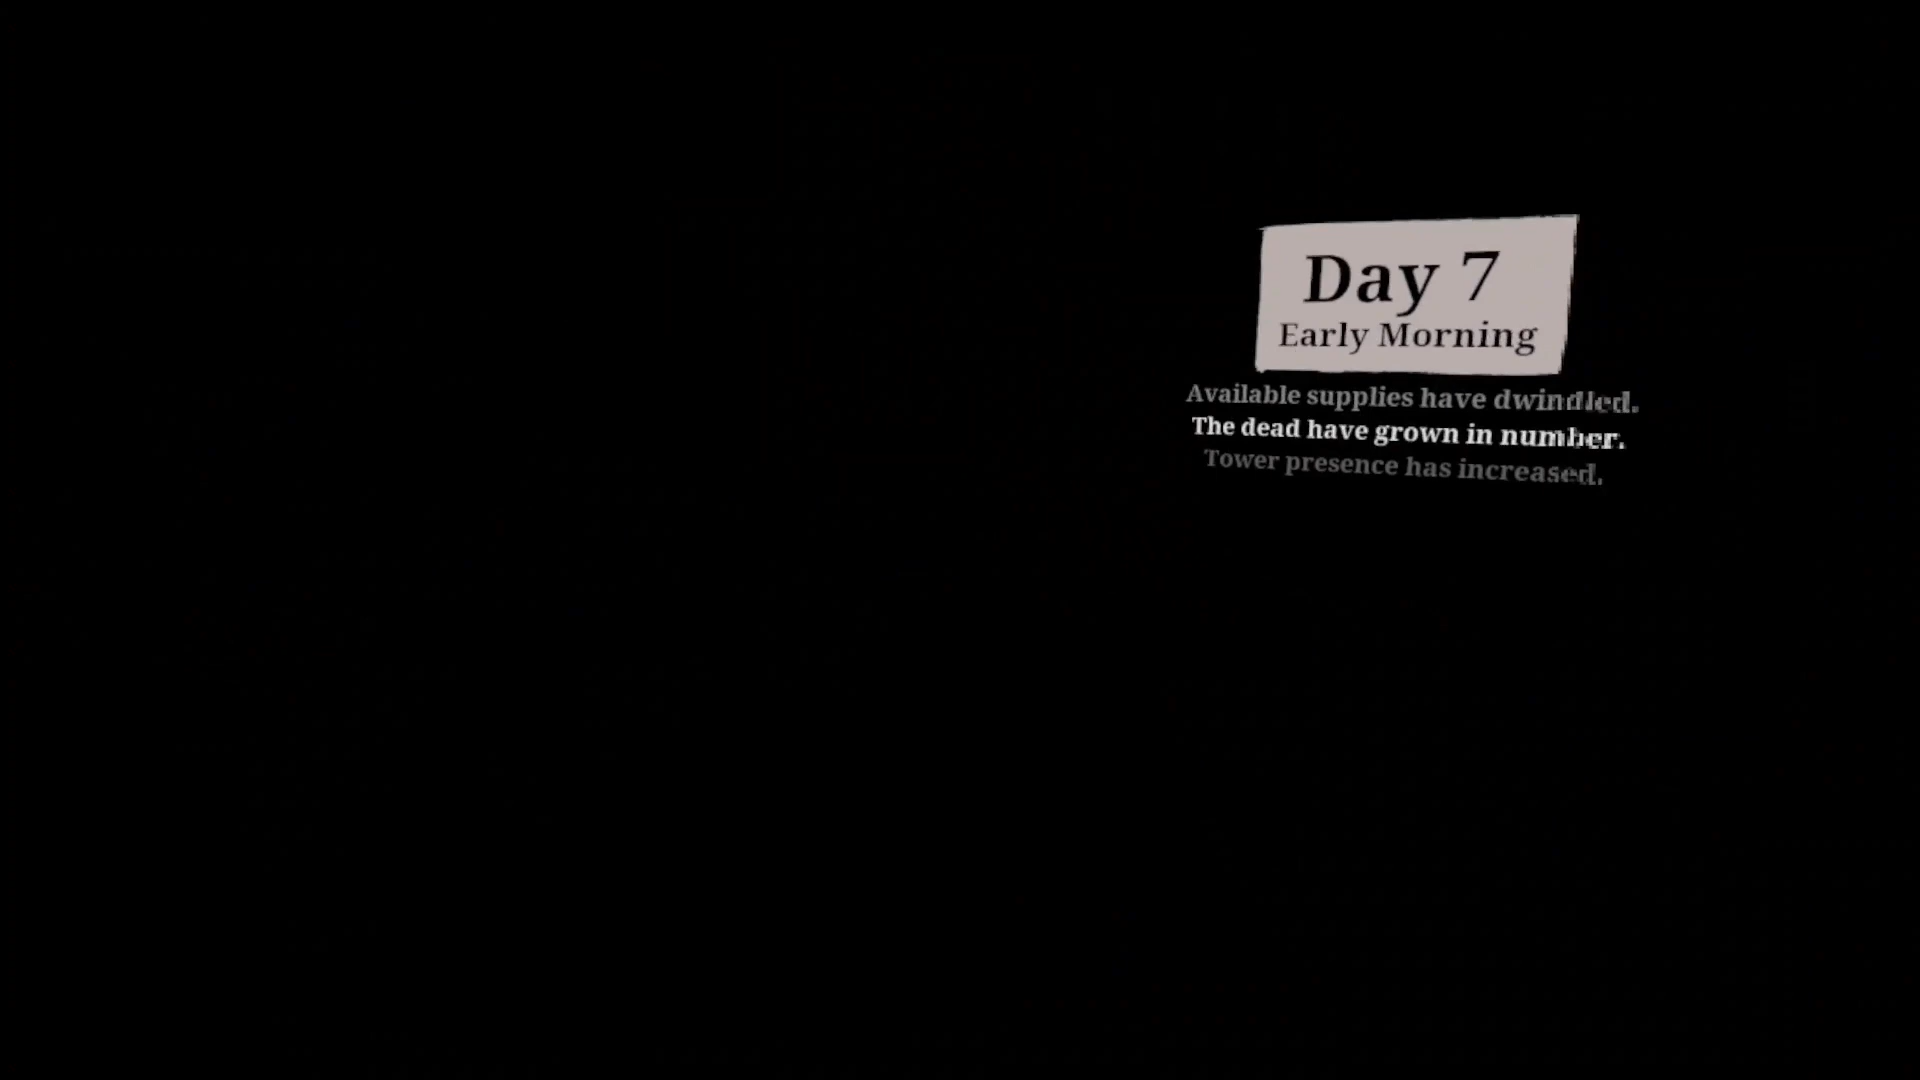 Day 7
Early Morning
Available supplies have dwindled.
The dead have grown in number.
Tower presence has increased.